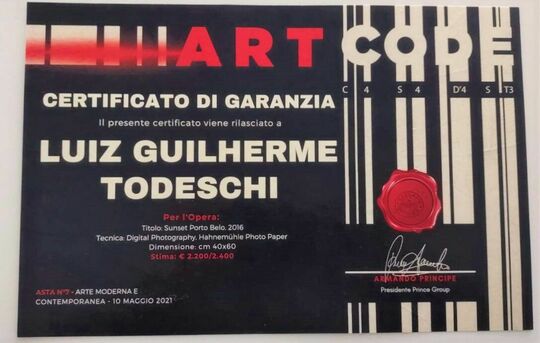 ART CODE
C 4 S 4 D'4 S T3
CERTIFICATO DI GARANZIA
Il presente certificato viene rilasciato a
LUIZ GUILHERME
TODESCHI
Per l'Opera:
Titolo: Sunset Porto Belo, 2016
Tecnica: Digital Photography, Hahnemühle Photo Paper
Dimensione: cm 40x60
Stima: € 2.200/2.400
ARMANDO PRINCIPE
Presidente Prince Group
ASTA N°7 - ARTE MODERNA E
CONTEMPORANEA - 10 MAGGIO 2021